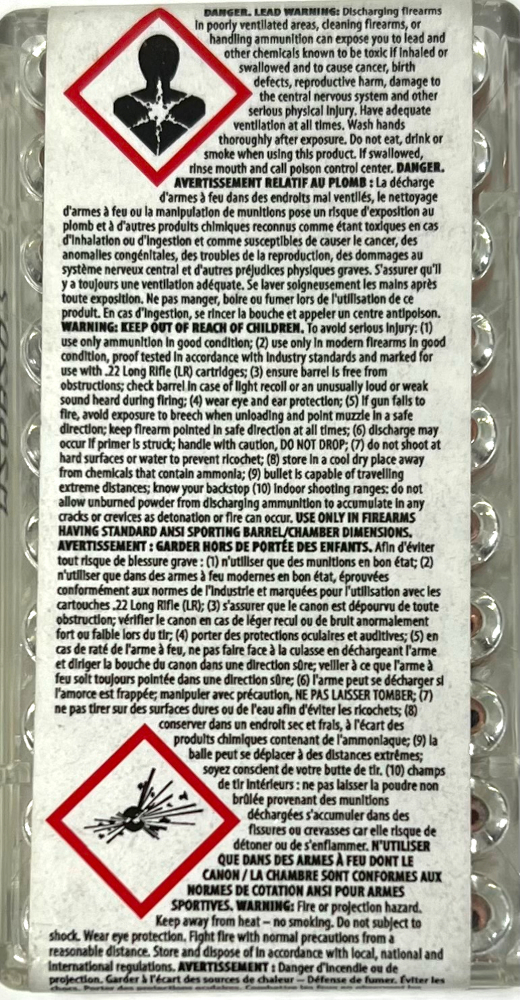 DANGER. LEAD WARNING: Discharging firearms
in poorly ventilated areas, cleaning firearms, or
handling ammunition can expose you to lead and
other chemicals known to be toxic if inhaled or
swallowed and to cause cancer, birth
defects, reproductive harm, damage to
the central nervous system and other
serious physical injury. Have adequate
ventilation at all times. Wash hands
thoroughly after exposure. Do not eat, drink or
smoke when using this product. If swallowed,
rinse mouth and call poison control center. DANGER.
AVERTISSEMENT RELATIF AU PLOMB : La décharge
d'armes à feu dans des endroits mal ventilés, le nettoyage
d'armes à feu ou la manipulation de munitions pose un risque d'exposition au
plomb et à d'autres produits chimiques reconnus comme étant toxiques en cas
d'inhalation ou d'ingestion et comme susceptibles de causer le cancer, des
anomalies congénitales, des troubles de la reproduction, des dommages au
système nerveux central et d'autres préjudices physiques graves. S'assurer qu'il
y a toujours une ventilation adéquate. Se laver soigneusement les mains après
toute exposition. Ne pas manger, boire ou fumer lors de l'utilisation de ce
produit. En cas d'ingestion, se rincer la bouche et appeler un centre antipoison.
WARNING: KEEP OUT OF REACH OF CHILDREN. To avoid serious injury: (1)
use only ammunition in good condition; (2) use only in modern firearms in good
condition, proof tested in accordance with industry standards and marked for
use with .22 Long Rifle (LR) cartridges; (3) ensure barrel is free from
obstructions; check barrel in case of light recoil or an unusually loud or weak
sound heard during firing; (4) wear eye and ear protection; (5) if gun fails to
fire, avoid exposure to breech when unloading and point muzzle in a safe
direction; keep firearm pointed in safe direction at all times; (6) discharge may
occur if primer is struck; handle with caution, DO NOT DROP; (7) do not shoot at
hard surfaces or water to prevent ricochet; (8) store in a cool dry place away
from chemicals that contain ammonia; (9) bullet is capable of travelling
extreme distances; know your backstop (10) Indoor shooting ranges: do not
allow unburned powder from discharging ammunition to accumulate in any
cracks or crevices as detonation or fire can occur. USE ONLY IN FIREARMS
HAVING STANDARD ANSI SPORTING BARREL/CHAMBER DIMENSIONS.
AVERTISSEMENT : GARDER HORS DE PORTÉE DES ENFANTS. Afin d'éviter
tout risque de blessure grave : (1) n'utiliser que des munitions en bon état; (2)
n'utiliser que dans des armes à feu modernes en bon état, éprouvées
conformément aux normes de l'industrie et marquées pour l'utilisation avec les
cartouches .22 Long Rifle (LR); (3) s'assurer que le canon est dépourvu de toute
obstruction; vérifier le canon en cas de léger recul ou de bruit anormalement
fort ou faible lors du tir; (4) porter des protections oculaires et auditives; (5) en
cas de raté de l'arme à feu, ne pas faire face à la culasse en déchargeant l'arme
et diriger la bouche du canon dans une direction sûre; veiller à ce que l'arme à
feu soit toujours pointée dans une direction sûre; (6) l'arme peut se décharger si
l'amorce est frappée; manipuler avec précaution, NE PAS LAISSER TOMBER; (7)
ne pas tirer sur des surfaces dures ou de l'eau afin d'éviter les ricochets; (8)
conserver dans un endroit sec et frais, à l'écart des
produits chimiques contenant de l'ammoniaque; (9) la
balle peut se déplacer à des distances extrêmes;
soyez conscient de votre butte de tir. (10) champs
de tir intérieurs : ne pas laisser la poudre non
brûlée provenant des munitions
déchargées s'accumuler dans des
fissures ou crevasses car elle risque de
détoner ou de s'enflammer. N'UTILISER
QUE DANS DES ARMES À FEU DONT LE
CANON / LA CHAMBRE SONT CONFORMES AUX
NORMES DE COTATION ANSI POUR ARMES
SPORTIVES. WARNING: Fire or projection hazard.
Keep away from heat – no smoking. Do not subject to
shock. Wear eye protection. Fight fire with normal precautions from a
reasonable distance. Store and dispose of in accordance with local, national and
international regulations. AVERTISSEMENT : Danger d'incendie ou de
projection. Garder à l'écart des sources de chaleur – Défense de fumer. Éviter les